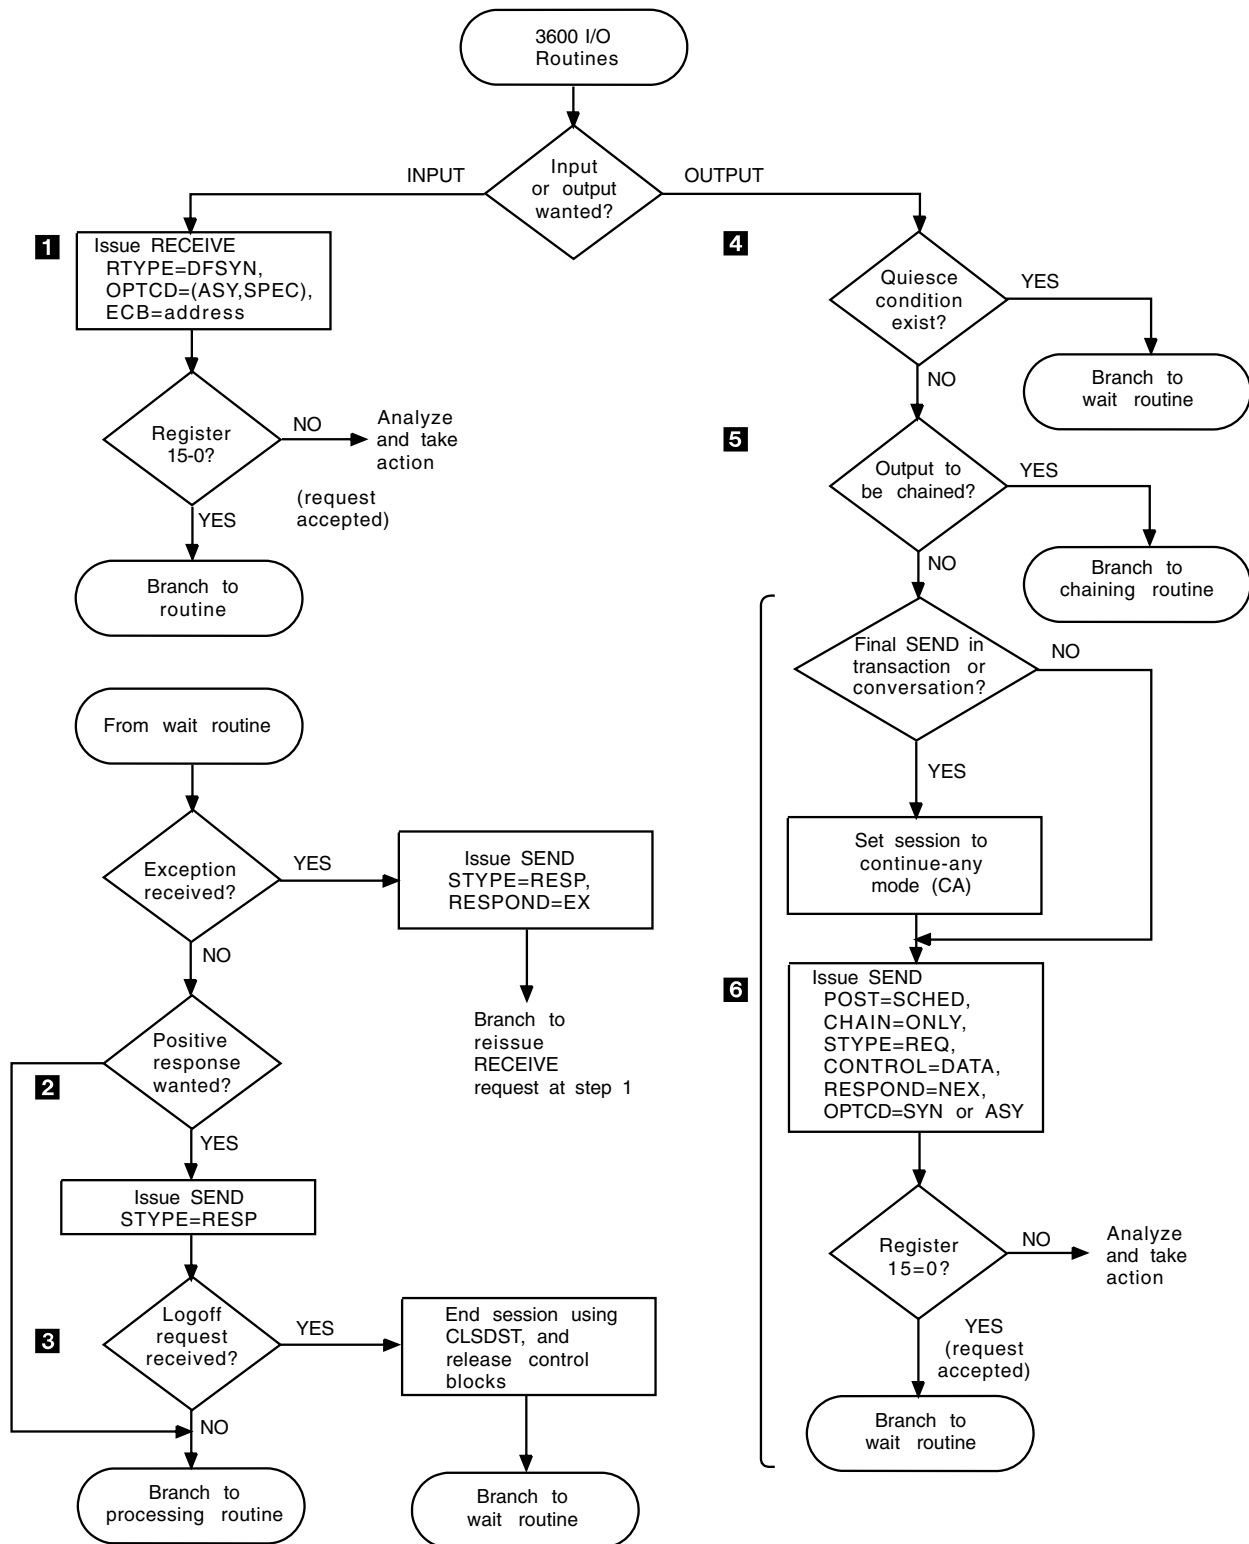 3600 I/O
Routines
Input
or output
wanted?
INPUT
OUTPUT
1
Issue RECEIVE
RTYPE=DFSYN,
OPTCD=(ASY,SPEC),
ECB=address
Register
15-0?
NO
Analyze
and take
action
(request
accepted)
YES
Branch to
routine
From wait routine
Exception
received?
YES
Issue SEND
STYPE=RESP,
RESPOND=EX
NO
Branch to
reissue
RECEIVE
request at step 1
Positive
response
wanted?
2
YES
Issue SEND
STYPE=RESP
3
Logoff
request
received?
YES
End session using
CLSDST, and
release control
blocks
NO
Branch to
processing routine
Branch to
wait routine
4
Quiesce
condition
exist?
YES
Branch to
wait routine
NO
5
Output to
be chained?
YES
Branch to
chaining routine
NO
Final SEND in
transaction or
conversation?
NO
YES
Set session to
continue-any
mode (CA)
6
Issue SEND
POST=SCHED,
CHAIN=ONLY,
STYPE=REQ,
CONTROL=DATA,
RESPOND=NEX,
OPTCD=SYN or ASY
Register
15=0?
NO
Analyze
and take
action
YES
(request
accepted)
Branch to
wait routine